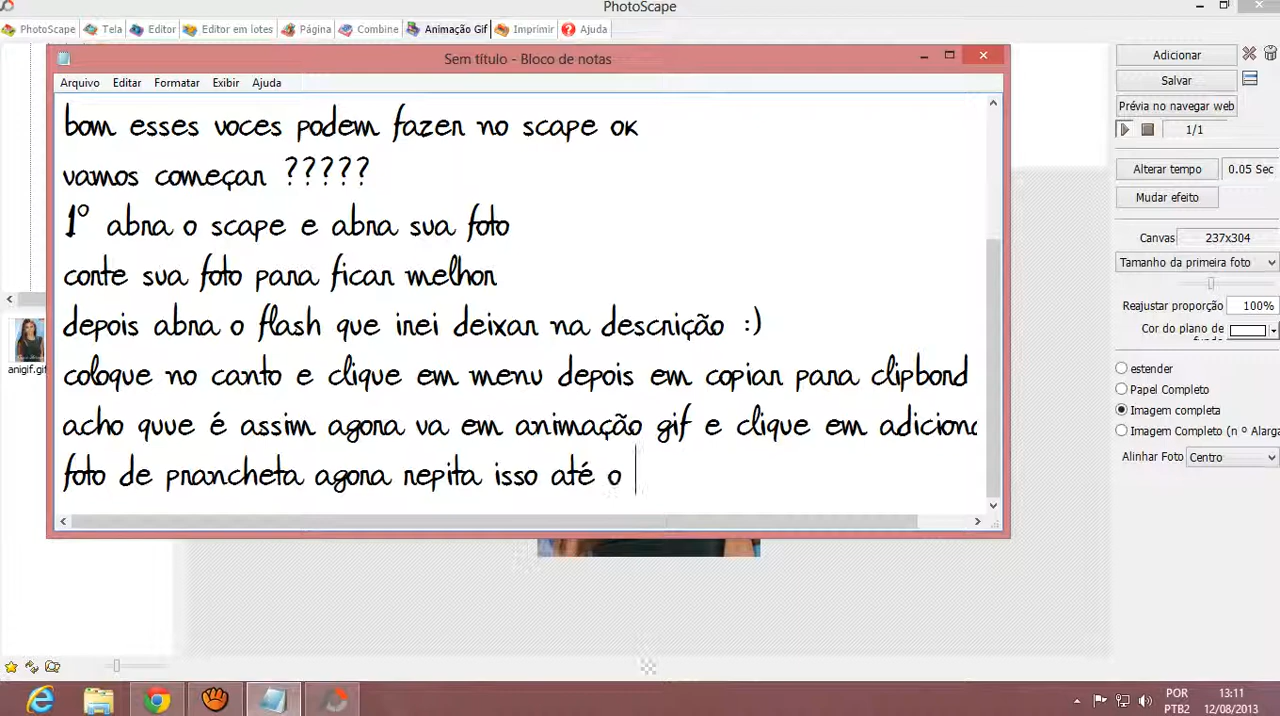 PhotoScape
PhotoScape Tela Editor Editor em lotes Página Combine Animação Gif Imprimir Ajuda
Sem título - Bloco de notas
Arquivo Editar Formatar Exibir Ajuda
bom esses voces podem fazer no scape ok
vamos começar ?????
1º abra o scape e abra sua foto
corte sua foto para ficar melhor
depois abra o flash que irei deixar na descrição :)
coloque no canto e clique em menu depois em copiar para clipbord
acho quue é assim agora va em animação gif e clique em adiciona
foto de prancheta agora repita isso até o
anigif.gif
Adicionar
Salvar
Prévia no navegar web
1/1
Alterar tempo 0.05 Sec
Mudar efeito
Canvas 237x304
Tamanho da primeira foto
Reajustar proporção 100%
Cor do plano de
estender
Papel Completo
Imagem completa
Imagem Completo (n º Alarga
Alinhar Foto Centro
POR 13:11
PTB2 12/08/2013